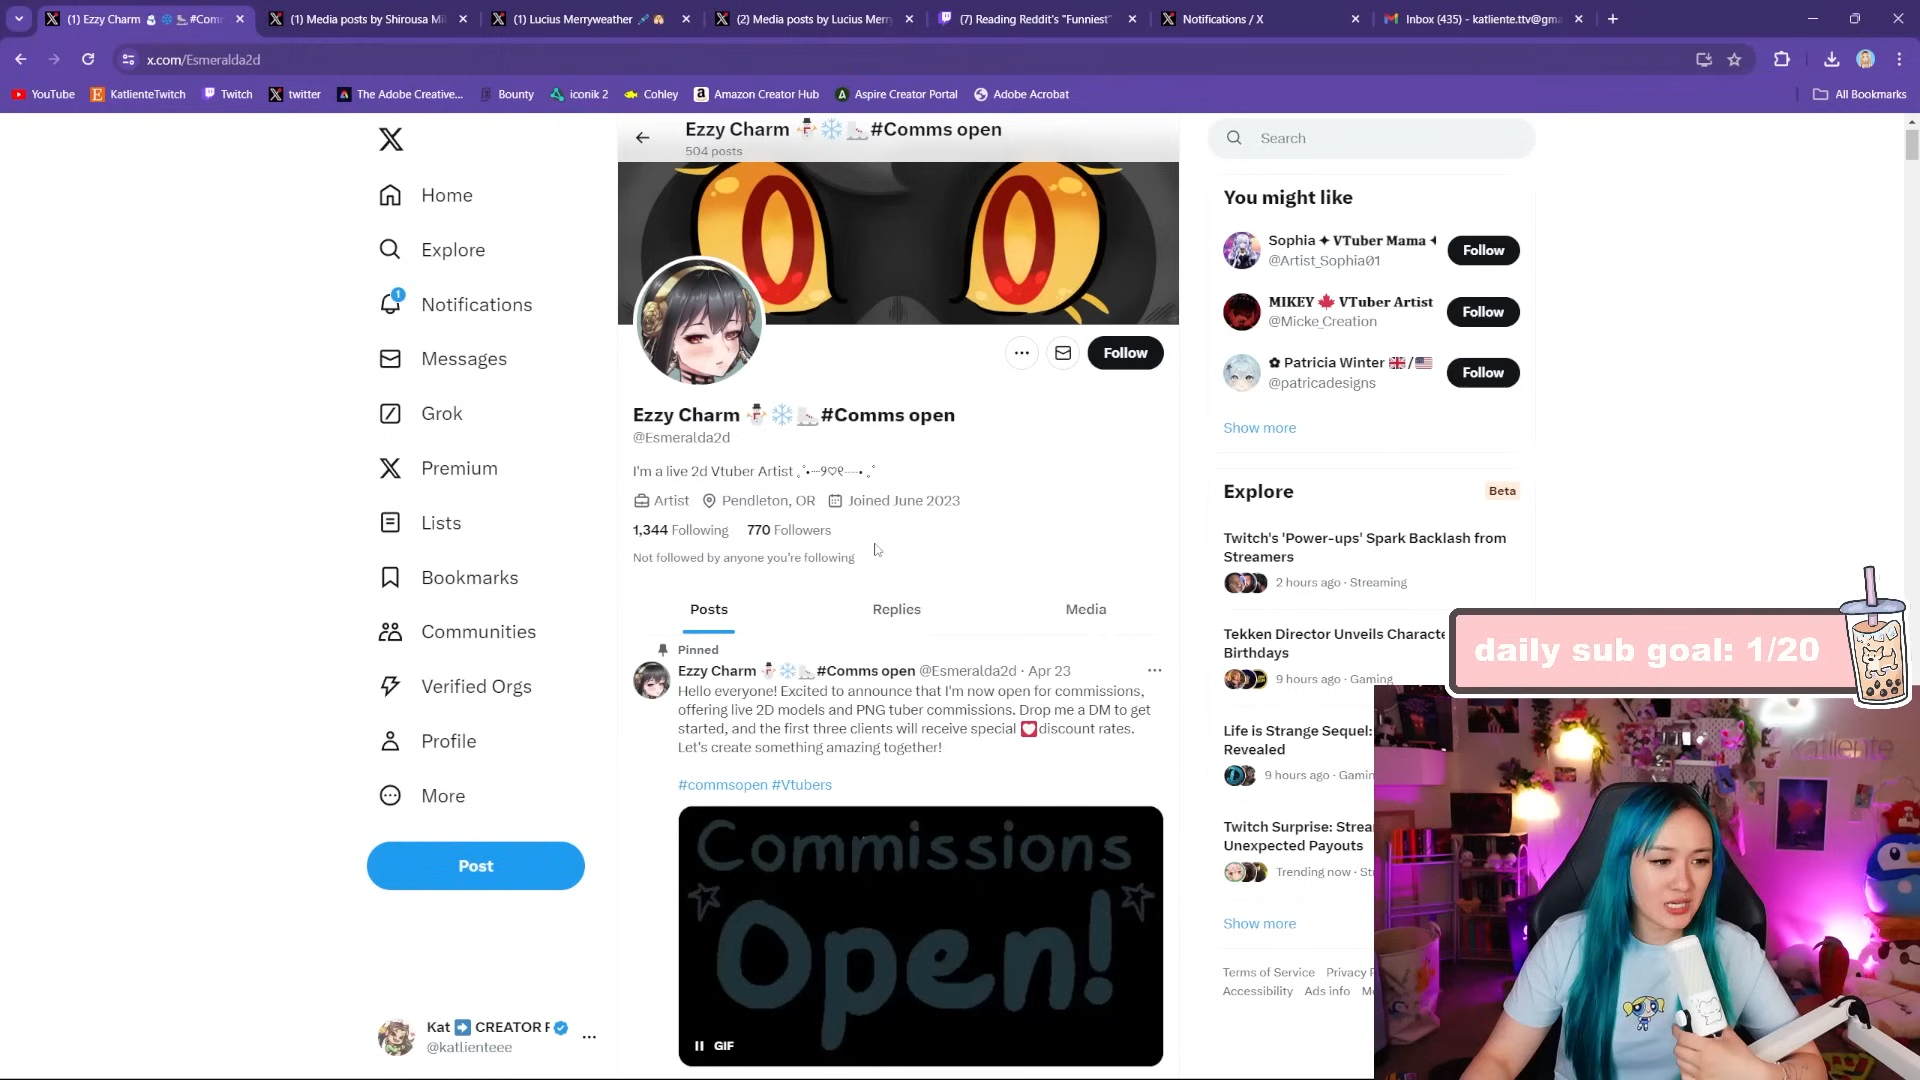 (1) Ezzy Charm ⛄❄⛸ #Comm
(1) Media posts by Shirousa Mi
(1) Lucius Merryweather
(2) Media posts by Lucius Merry
(7) Reading Reddit's "Funniest"
Notifications / X
Inbox (435) - katliente.ttv@gma
x.com/Esmeralda2d
YouTube
KatlienteTwitch
Twitch
twitter
The Adobe Creative...
Bounty
iconik 2
Cohley
Amazon Creator Hub
Aspire Creator Portal
Adobe Acrobat
All Bookmarks
Home
Explore
Notifications
1
Messages
Grok
Premium
Lists
Bookmarks
Communities
Verified Orgs
Profile
More
Post
Kat ➡ CREATOR F
@katlienteee
Ezzy Charm ⛄❄⛸#Comms open
504 posts
Follow
Ezzy Charm ⛄❄⛸#Comms open
@Esmeralda2d
I'm a live 2d Vtuber Artist ｡ﾟ•┈୨♡୧┈• ｡ﾟ
Artist Pendleton, OR Joined June 2023
1,344 Following 770 Followers
Not followed by anyone you're following
Posts Replies Media
Pinned
Ezzy Charm ⛄❄⛸#Comms open @Esmeralda2d · Apr 23
Hello everyone! Excited to announce that I'm now open for commissions,
offering live 2D models and PNG tuber commissions. Drop me a DM to get
started, and the first three clients will receive special 💟discount rates.
Let's create something amazing together!
#commsopen #Vtubers
Commissions
Open!
GIF
Search
You might like
Sophia ✦ VTuber Mama
@Artist_Sophia01
Follow
MIKEY 🍁 VTuber Artist
@Micke_Creation
Follow
✿ Patricia Winter 🇬🇧/🇺🇸
@patricadesigns
Follow
Show more
Explore
Beta
Twitch's 'Power-ups' Spark Backlash from
Streamers
2 hours ago · Streaming
Tekken Director Unveils Characte
Birthdays
9 hours ago · Gaming
Life is Strange Sequel:
Revealed
9 hours ago · Gamin
Twitch Surprise: Strea
Unexpected Payouts
Trending now · St
Show more
Terms of Service Privacy P
Accessibility Ads info M
daily sub goal: 1/20
katliente